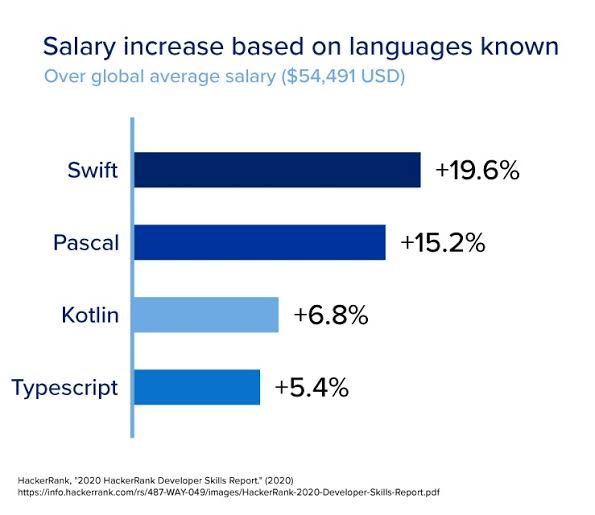 Salary increase based on languages known
Over global average salary ($54,491 USD)
Swift +19.6%
Pascal +15.2%
Kotlin +6.8%
Typescript +5.4%
HackerRank, "2020 HackerRank Developer Skills Report." (2020)
https://info.hackerrank.com/rs/487-WAY-049/images/HackerRank-2020-Developer-Skills-Report.pdf